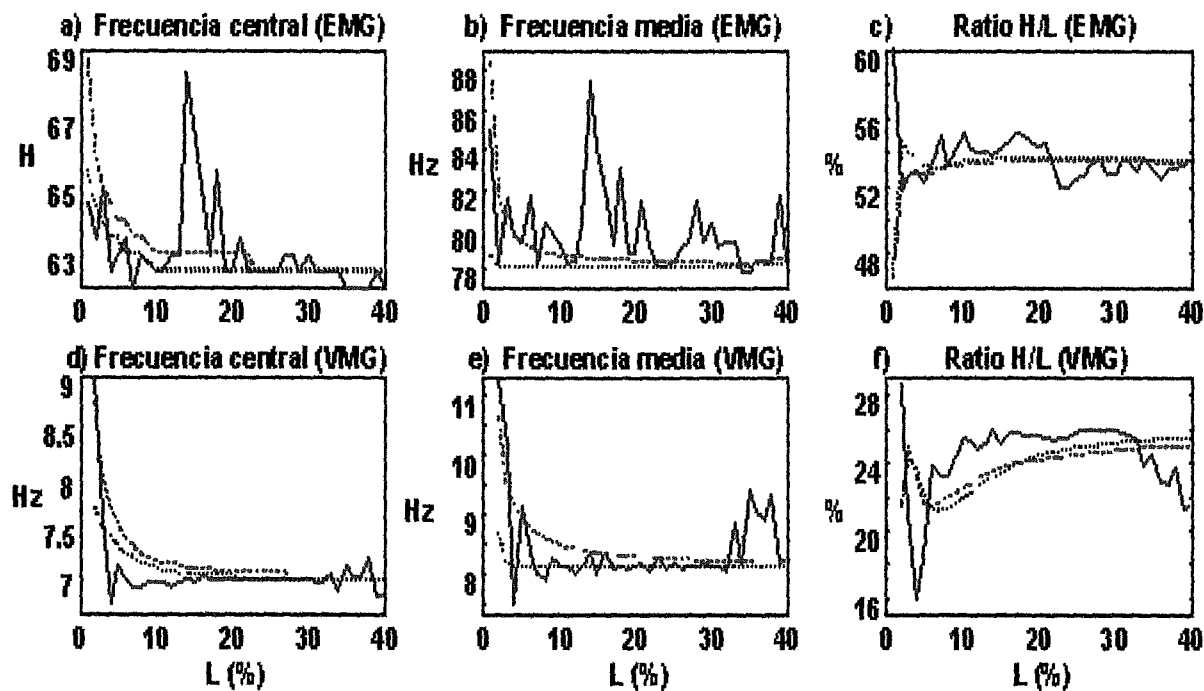 a) Frecuencia central (EMG)
b) Frecuencia media (EMG)
c) Ratio H/L (EMG)
69
67
65
63
H
0 10 20 30 40
88
86
84
82
80
78
Hz
0 10 20 30 40
60
56
52
48
%
0 10 20 30 40
d) Frecuencia central (VMG)
e) Frecuencia media (VMG)
f) Ratio H/L (VMG)
9
8.5
8
7.5
7
Hz
0 10 20 30 40
L (%)
11
10
9
8
Hz
0 10 20 30 40
L (%)
28
24
20
16
%
0 10 20 30 40
L (%)